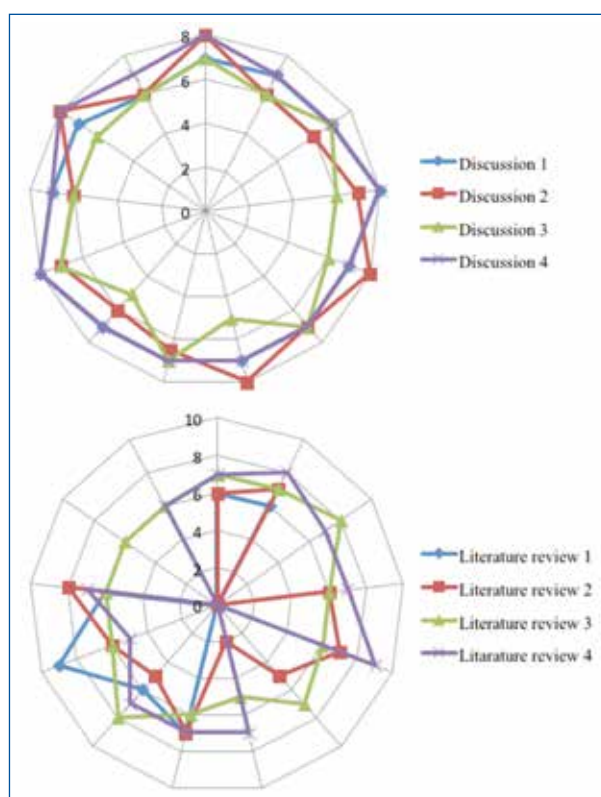 8
6
4
2
0
Discussion 1
Discussion 2
Discussion 3
Discussion 4
10
8
6
4
2
0
Literature review 1
Literature review 2
Literature review 3
Litarature review 4